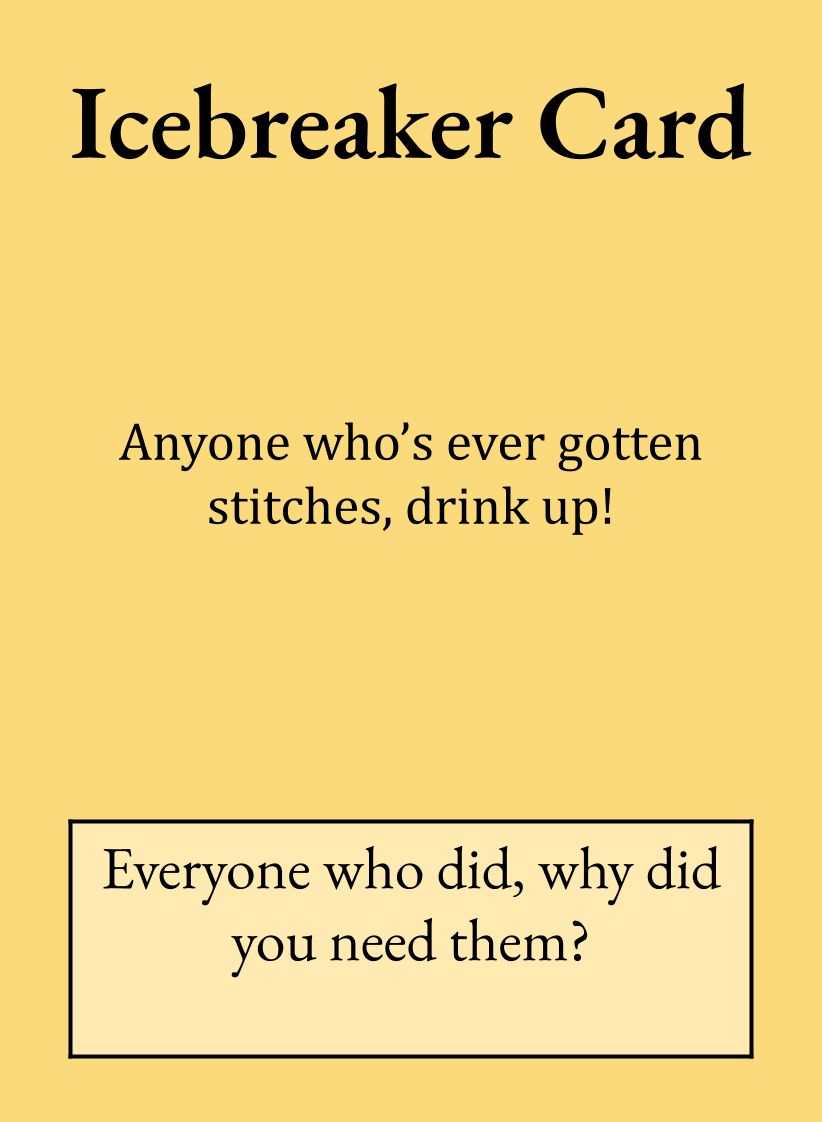 Icebreaker Card
Anyone who’s ever gotten
stitches, drink up!
Everyone who did, why did
you need them?